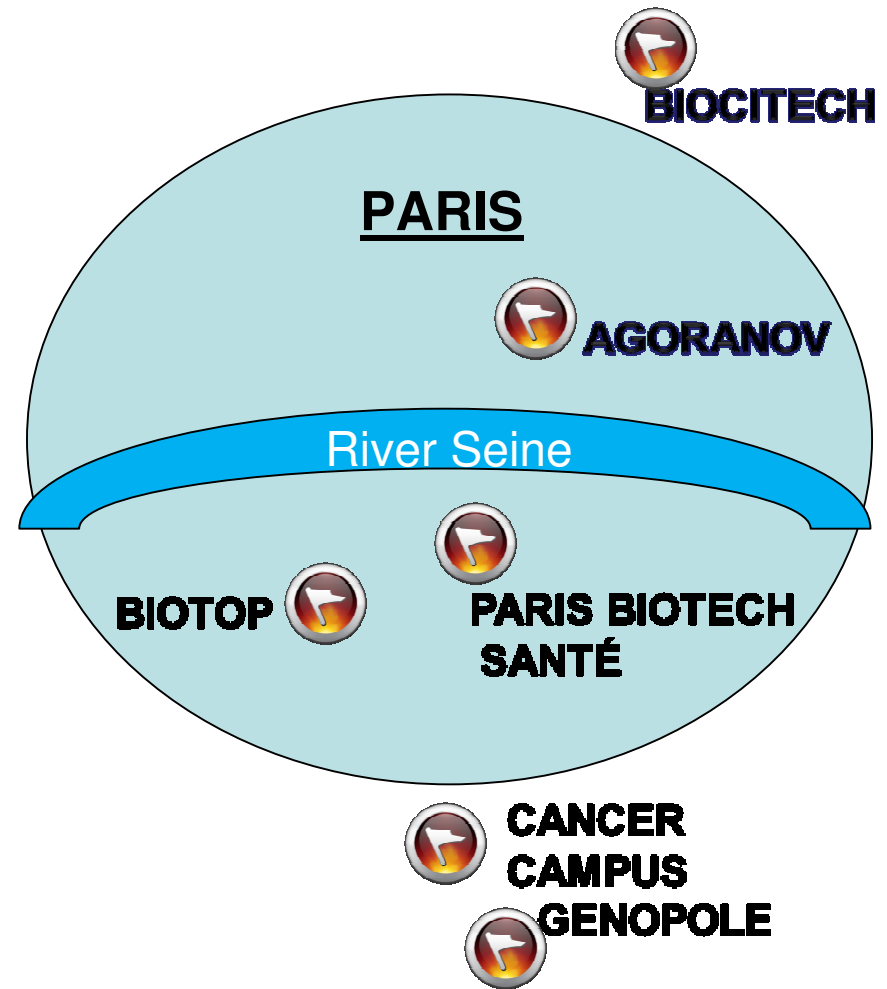 BIOCITECH
PARIS
AGORANOV
River Seine
BIOTOP
PARIS BIOTECH
SANTÉ
CANCER
CAMPUS
GENOPOLE